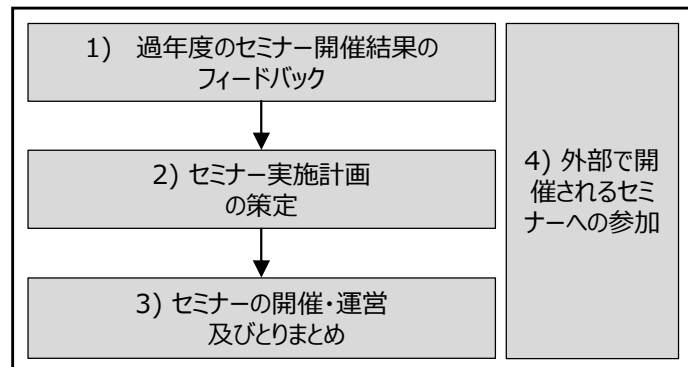 1) 過年度のセミナー開催結果の
フィードバック
2) セミナー実施計画
の策定
3) セミナーの開催・運営
及びとりまとめ
4) 外部で開
催されるセミ
ナーへの参加